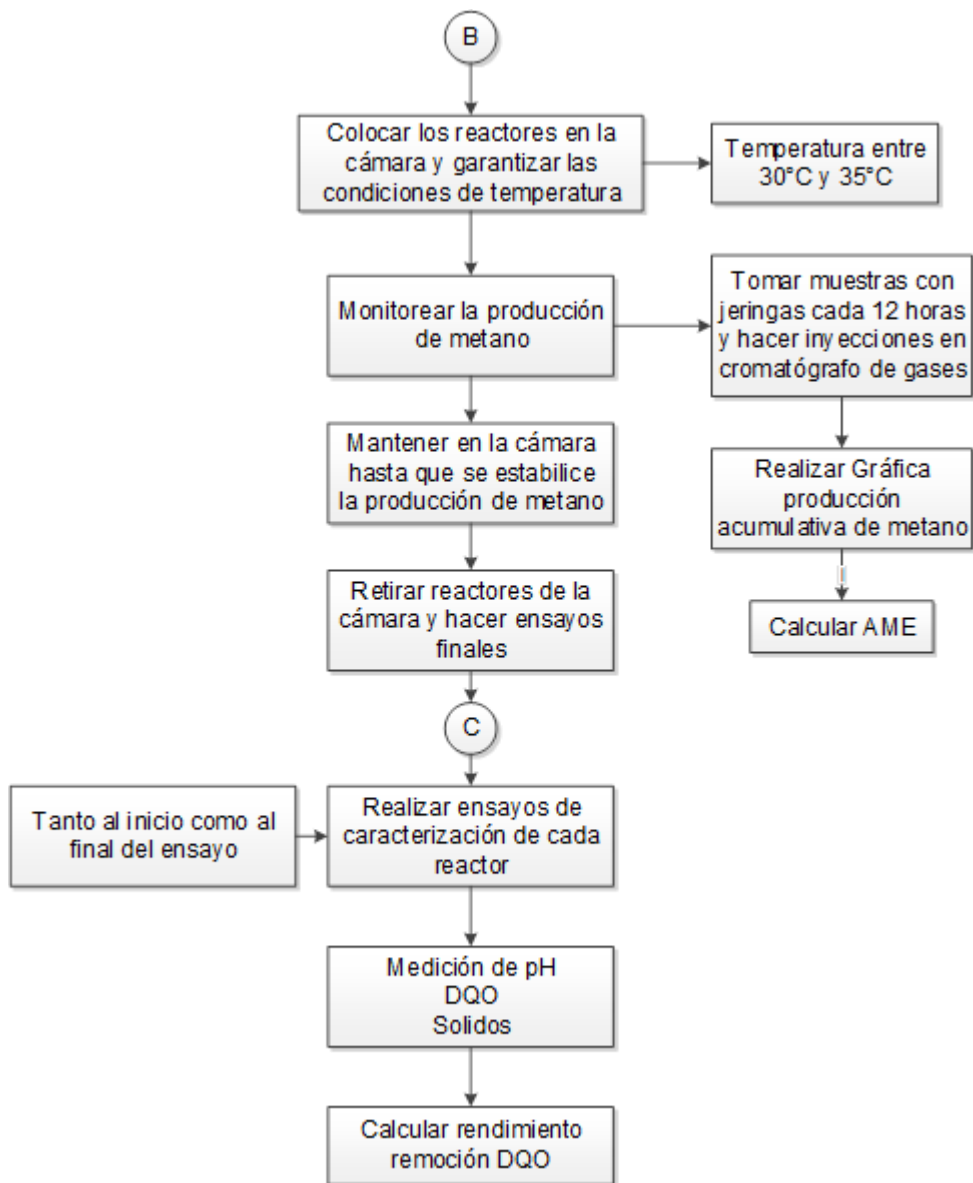 B
Colocar los reactores en la
cámara y garantizar las
condiciones de temperatura
Temperatura entre
30°C y 35°C
Monitorear la producción
de metano
Tomar muestras con
jeringas cada 12 horas
y hacer inyecciones en
cromatógrafo de gases
Mantener en la cámara
hasta que se estabilice
la producción de metano
Realizar Gráfica
producción
acumulativa de metano
Retirar reactores de la
cámara y hacer ensayos
finales
Calcular AME
C
Tanto al inicio como al
final del ensayo
Realizar ensayos de
caracterización de cada
reactor
Medición de pH
DQO
Solidos
Calcular rendimiento
remoción DQO